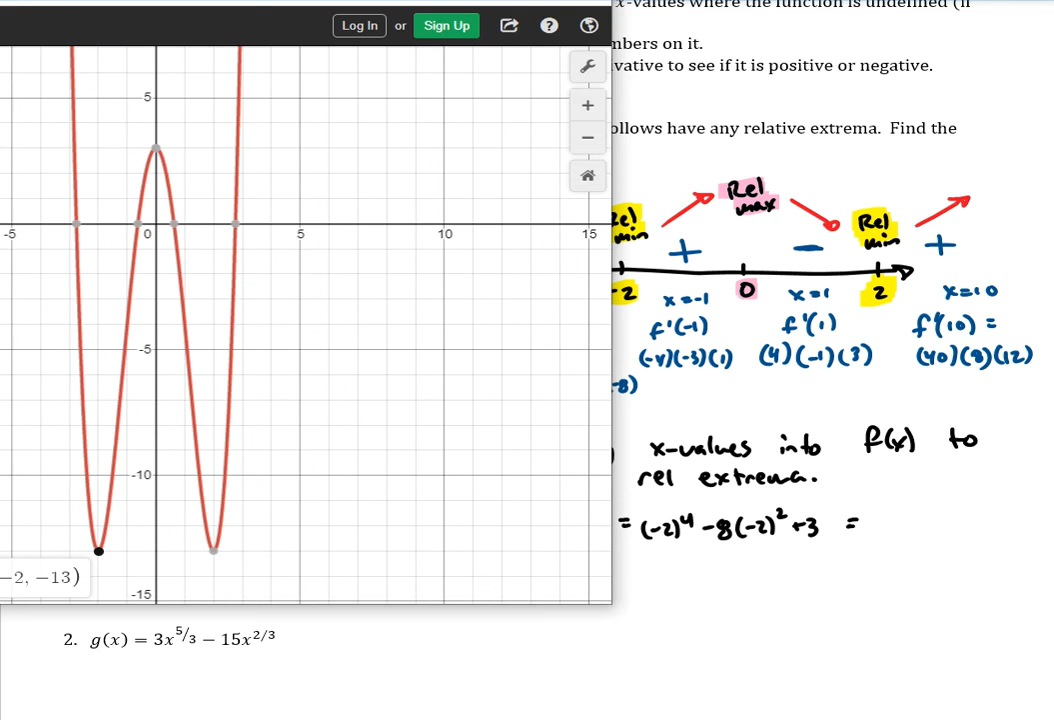 x-values where the function is undefined (if
Log In or Sign Up
mbers on it.
vative to see if it is positive or negative.
ollows have any relative extrema. Find the
5
-5 0 5 10 15
-5
-10
-15
Rel max
Rel min
Rel min
+ − +
-2 0 2
x=-1 x=1 x=10
f'(-1) f'(1) f'(10) =
(-4)(-3)(1) (4)(-1)(3) (40)(8)(12)
-8)
) x-values into f(x) to
rel extrema.
= (-2)^4 -8(-2)^2 +3 =
−2, −13)
2. g(x) = 3x^5/3 − 15x^2/3